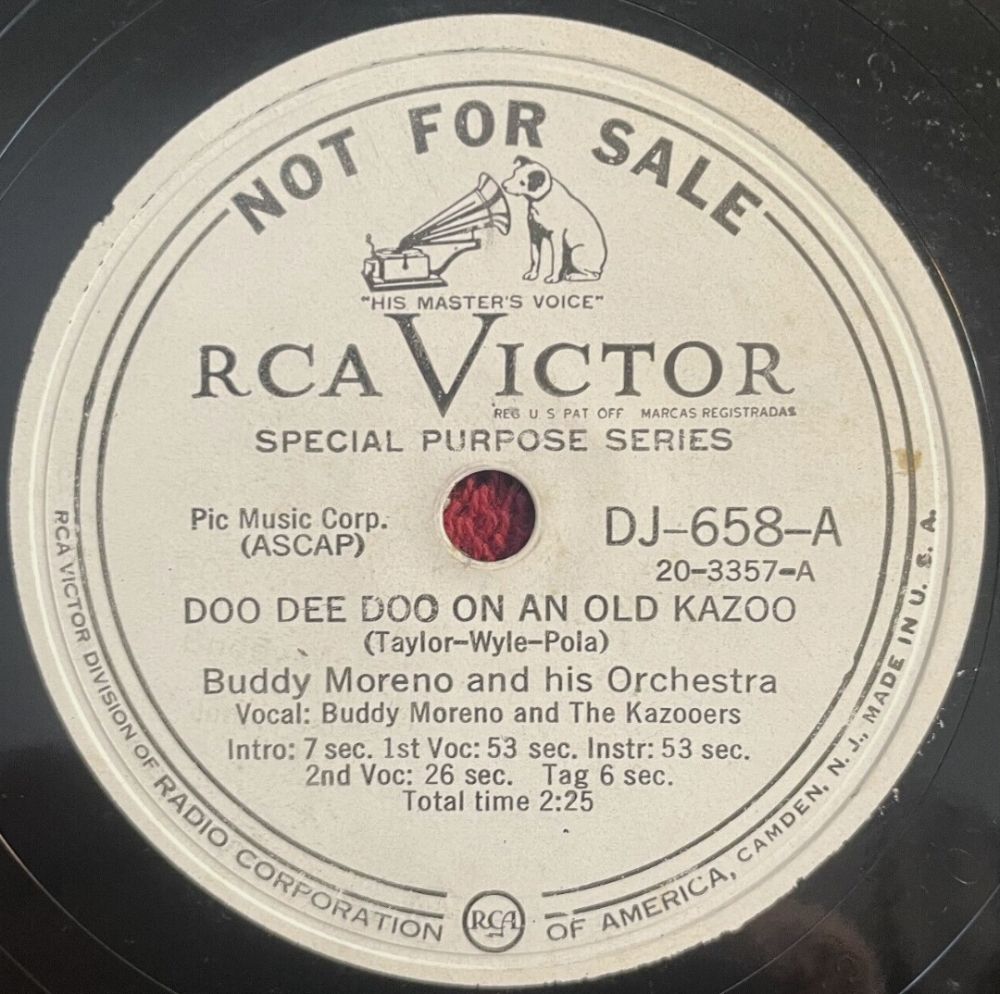 NOT FOR SALE
"HIS MASTER'S VOICE"
RCA VICTOR
REG U S PAT OFF MARCAS REGISTRADAS
SPECIAL PURPOSE SERIES
Pic Music Corp.
(ASCAP)
DJ-658-A
20-3357-A
DOO DEE DOO ON AN OLD KAZOO
(Taylor-Wyle-Pola)
Buddy Moreno and his Orchestra
Vocal: Buddy Moreno and The Kazooers
Intro: 7 sec. 1st Voc: 53 sec. Instr: 53 sec.
2nd Voc: 26 sec. Tag 6 sec.
Total time 2:25
RCA VICTOR DIVISION OF RADIO CORPORATION OF AMERICA, CAMDEN, N. J., MADE IN U. S. A.
RCA